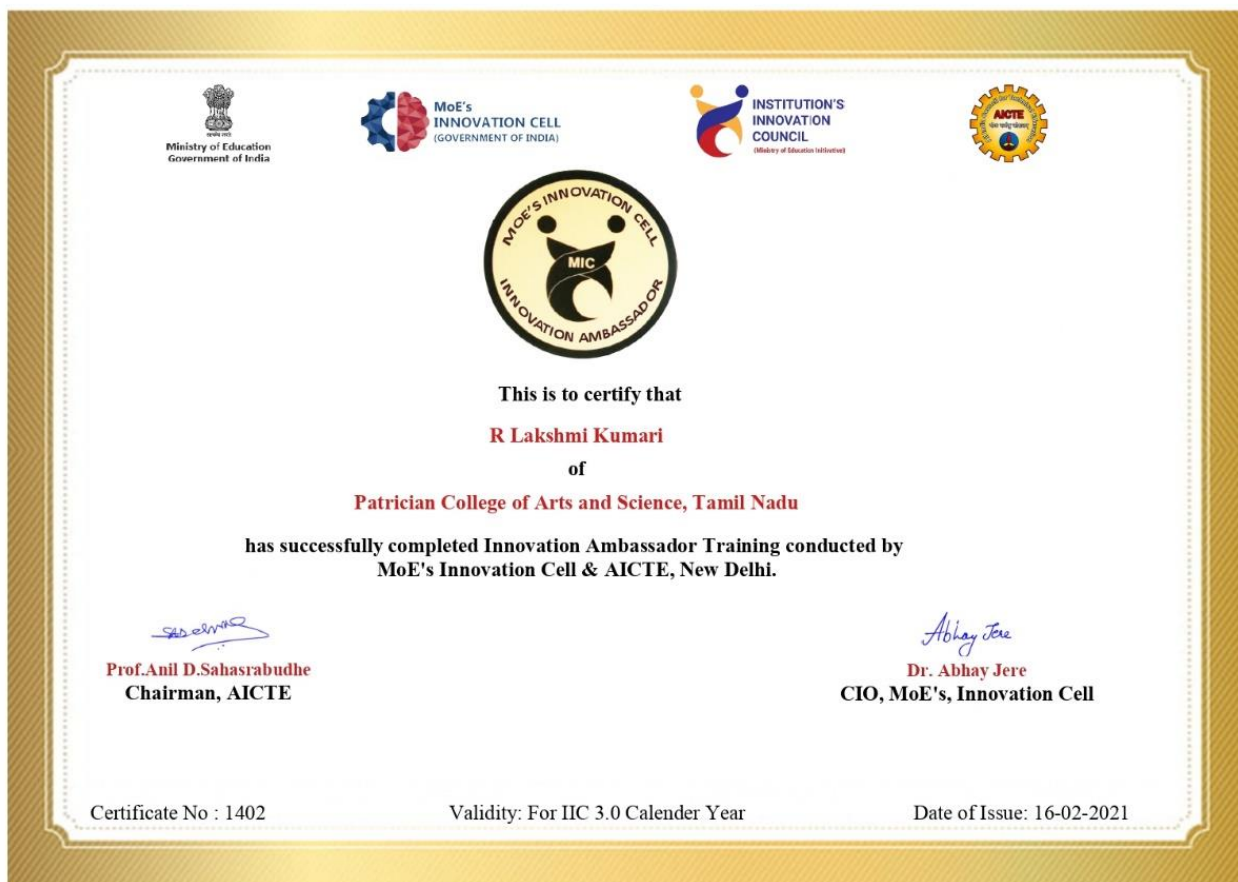 Ministry of Education
Government of India
MoE's
INNOVATION CELL
(GOVERNMENT OF INDIA)
INSTITUTION'S
INNOVATION
COUNCIL
(Ministry of Education Initiative)
AICTE
MOE'S INNOVATION CELL
MIC
INNOVATION AMBASSADOR
This is to certify that
R Lakshmi Kumari
of
Patrician College of Arts and Science, Tamil Nadu
has successfully completed Innovation Ambassador Training conducted by
MoE's Innovation Cell & AICTE, New Delhi.
Abhay Jere
Prof.Anil D.Sahasrabudhe
Chairman, AICTE
Dr. Abhay Jere
CIO, MoE's, Innovation Cell
Certificate No : 1402
Validity: For IIC 3.0 Calender Year
Date of Issue: 16-02-2021